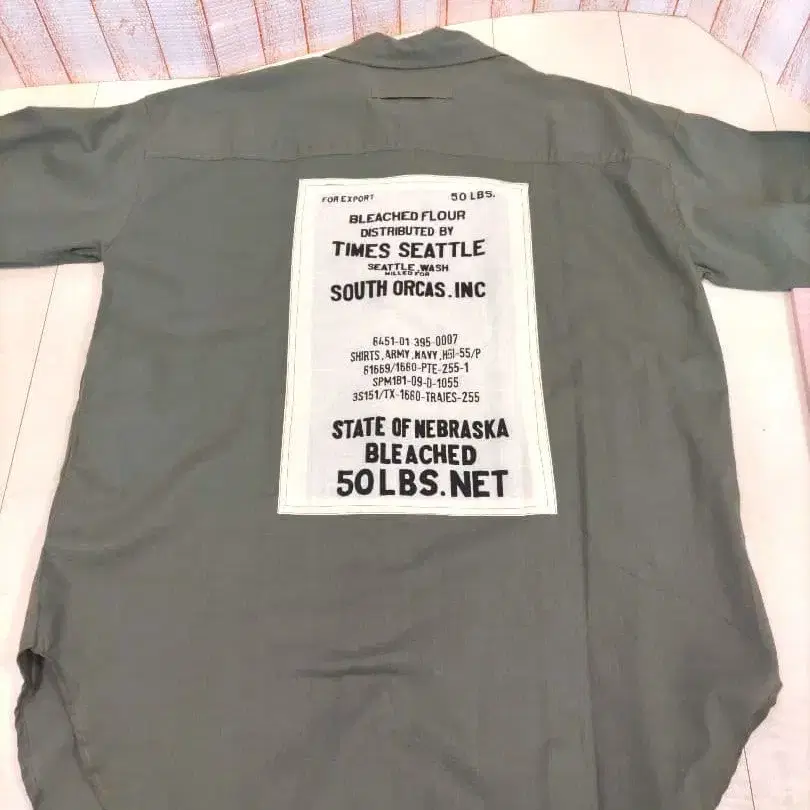 FOR EXPORT 50 LBS.
BLEACHED FLOUR
DISTRIBUTED BY
TIMES SEATTLE
SEATTLE, WASH
MILLED FOR
SOUTH ORCAS. INC
6451-01 395-0007
SHIRTS, ARMY, NAVY, HSI-55/P
61669/1660-PTE-255-1
SPM1B1-09-D-1055
3S151/TX-1660-TRAIES-255
STATE OF NEBRASKA
BLEACHED
50 LBS. NET